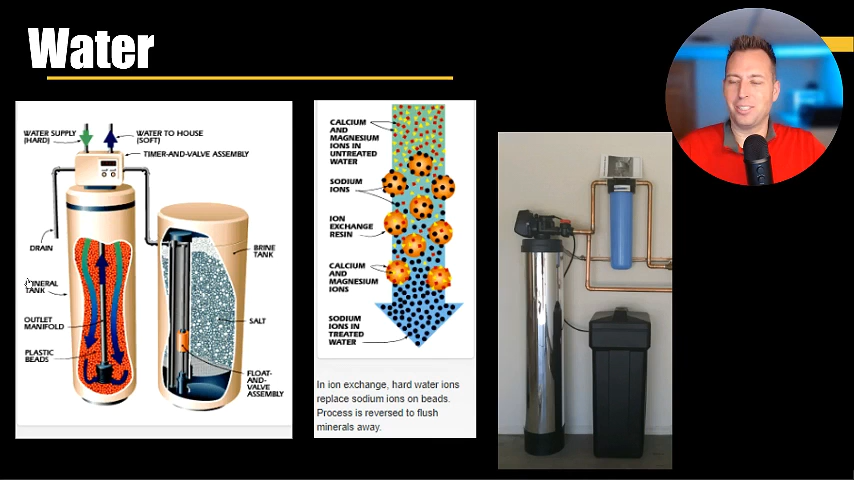 Water
WATER SUPPLY
(HARD)
WATER TO HOUSE
(SOFT)
TIMER-AND-VALVE ASSEMBLY
DRAIN
BRINE
TANK
MINERAL
TANK
OUTLET
MANIFOLD
SALT
PLASTIC
BEADS
FLOAT-
AND-
VALVE
ASSEMBLY
CALCIUM
AND
MAGNESIUM
IONS IN
UNTREATED
WATER
SODIUM
IONS
ION
EXCHANGE
RESIN
CALCIUM
AND
MAGNESIUM
IONS
SODIUM
IONS IN
TREATED
WATER
In ion exchange, hard water ions
replace sodium ions on beads.
Process is reversed to flush
minerals away.